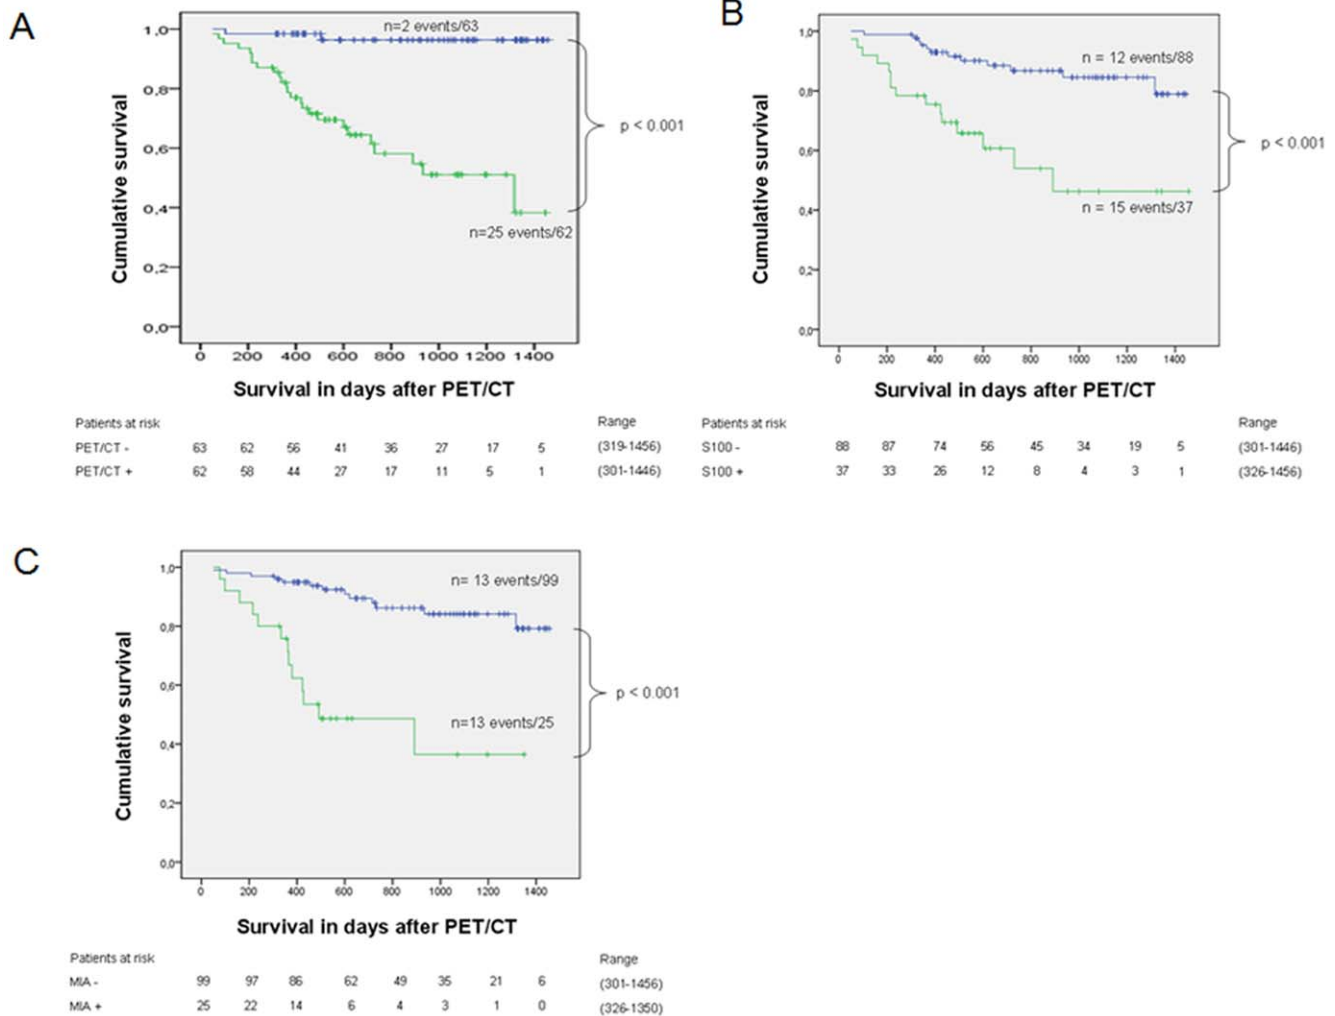 A
n=2 events/63
1,0
0,8
0,6
0,4
0,2
0,0
Cumulative survival
p < 0.001
n=25 events/62
0 200 400 600 800 1000 1200 1400
Survival in days after PET/CT
Patients at risk Range
PET/CT - 63 62 56 41 36 27 17 5 (319-1456)
PET/CT + 62 58 44 27 17 11 5 1 (301-1446)
B
n = 12 events/88
1,0
0,8
0,6
0,4
0,2
0,0
Cumulative survival
p < 0.001
n = 15 events/37
0 200 400 600 800 1000 1200 1400
Survival in days after PET/CT
Patients at risk Range
S100 - 88 87 74 56 45 34 19 5 (301-1446)
S100 + 37 33 26 12 8 4 3 1 (326-1456)
C
n= 13 events/99
1,0
0,8
0,6
0,4
0,2
0,0
Cumulative survival
p < 0.001
n=13 events/25
0 200 400 600 800 1000 1200 1400
Survival in days after PET/CT
Patients at risk Range
MIA - 99 97 86 62 49 35 21 6 (301-1456)
MIA + 25 22 14 6 4 3 1 0 (326-1350)